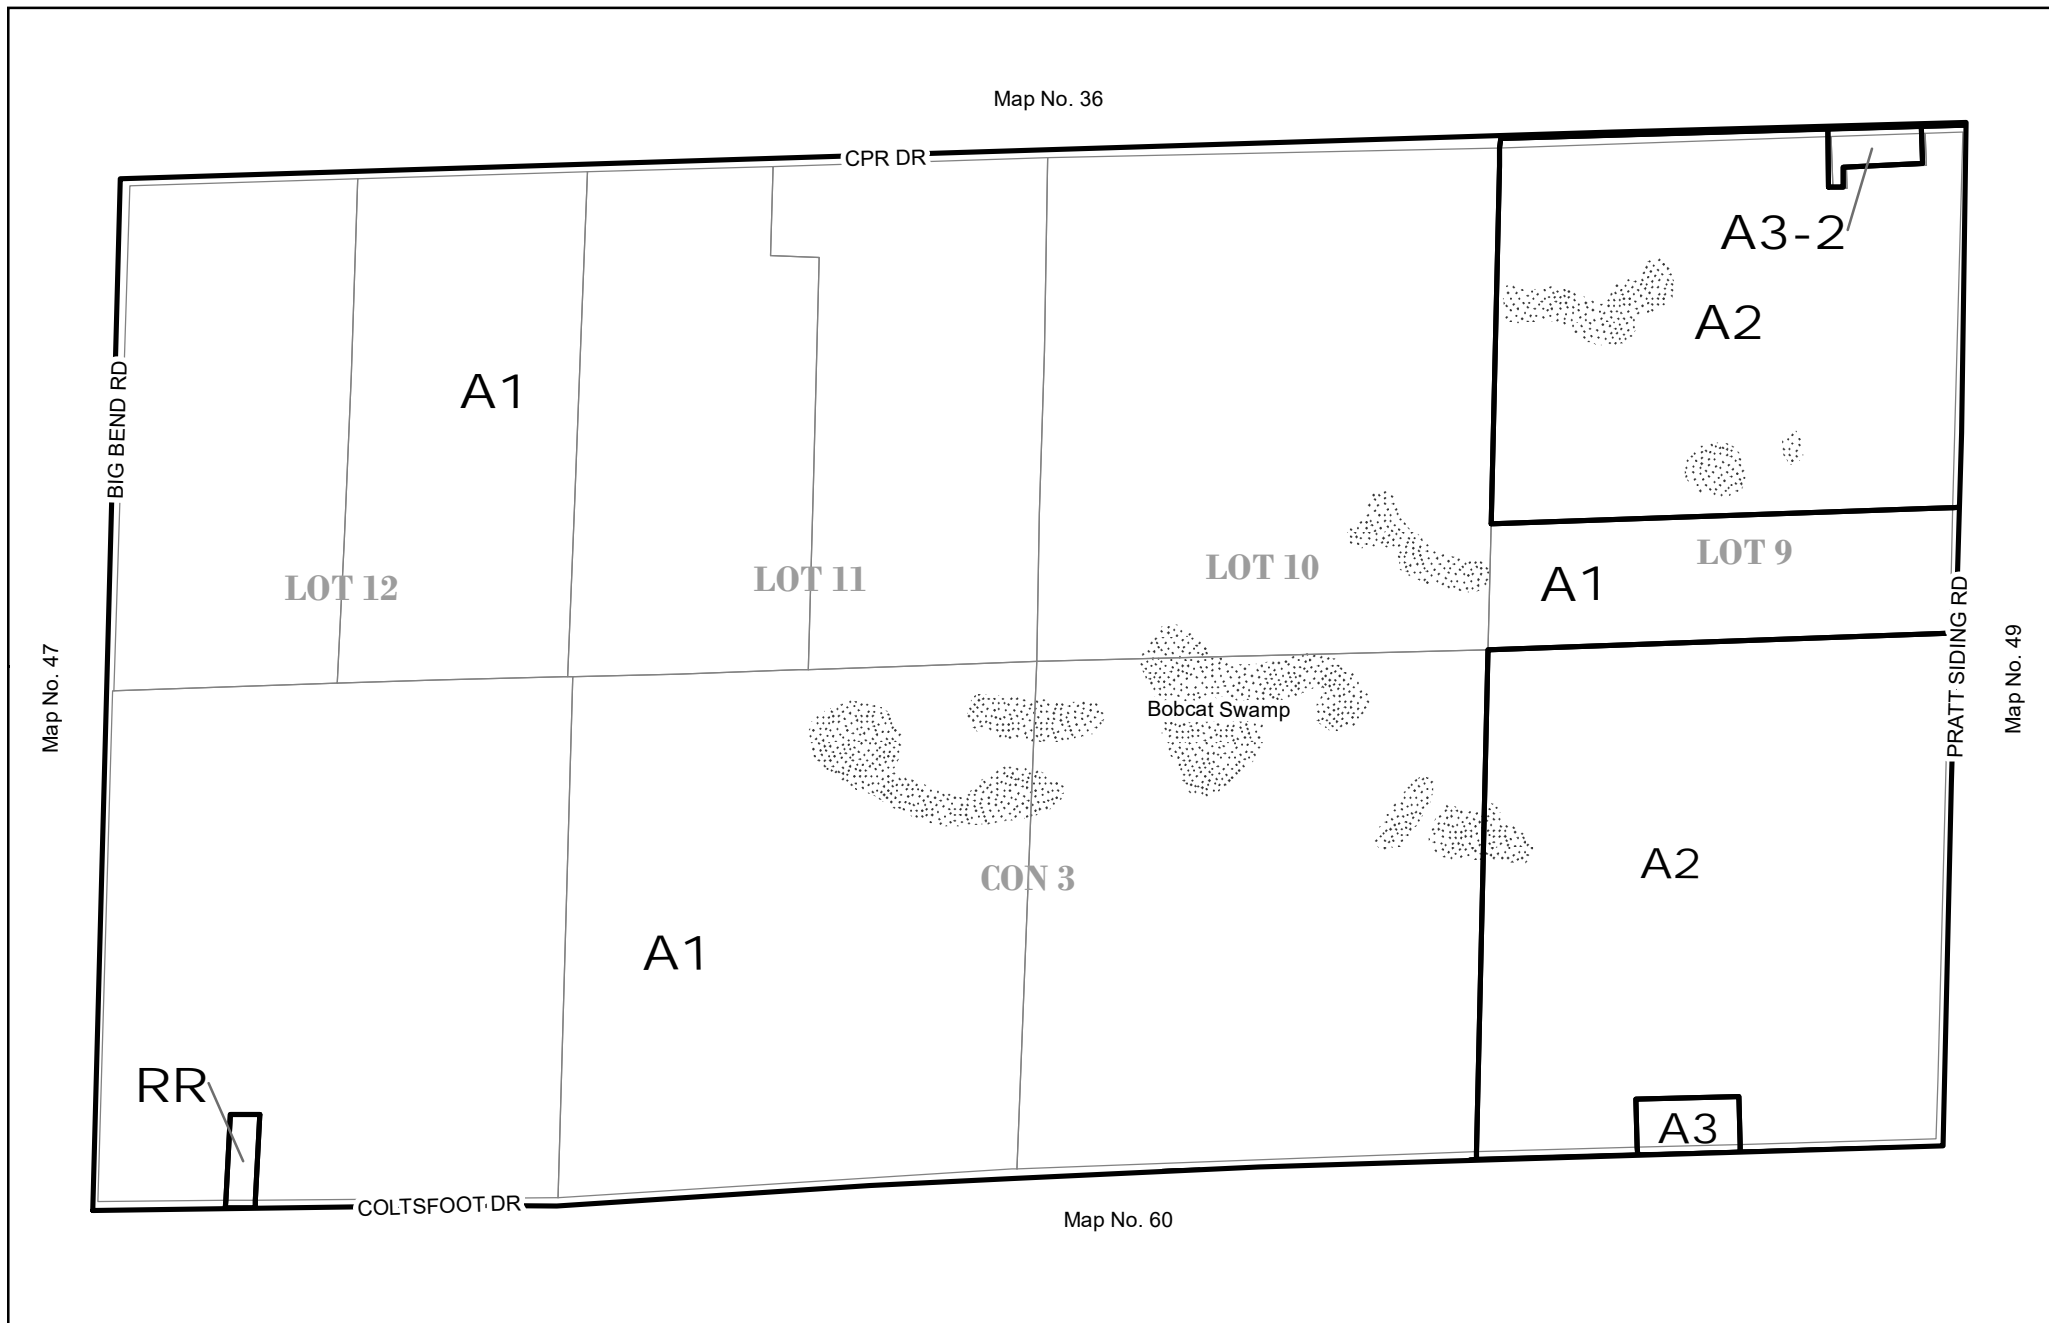 Map No. 36
CPR DR
A3-2
A2
BIG BEND RD
A1
LOT 9
LOT 10
LOT 11
LOT 12
A1
PRATT SIDING RD
Map No. 47
Map No. 49
Bobcat Swamp
A2
CON 3
A1
RR
A3
COLTSFOOT DR
Map No. 60